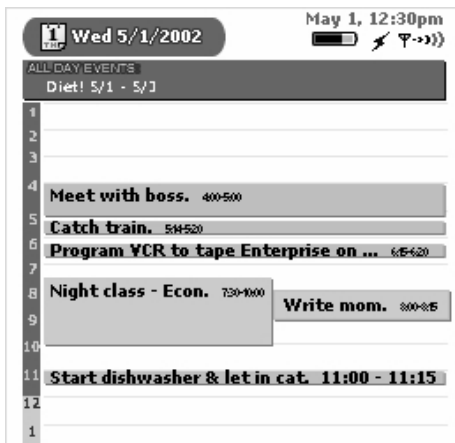 May 1, 12:30pm
1 Wed 5/1/2002
ALL DAY EVENTS
Diet! 5/1 - 5/3
1
2
3
4
Meet with boss. 4:00-5:00
5
Catch train. 5:14-5:20
6
Program VCR to tape Enterprise on ... 6:15-6:20
7
8
Night class - Econ. 7:30-10:00
Write mom. 8:00-8:15
9
10
11
Start dishwasher & let in cat. 11:00 - 11:15
12
1